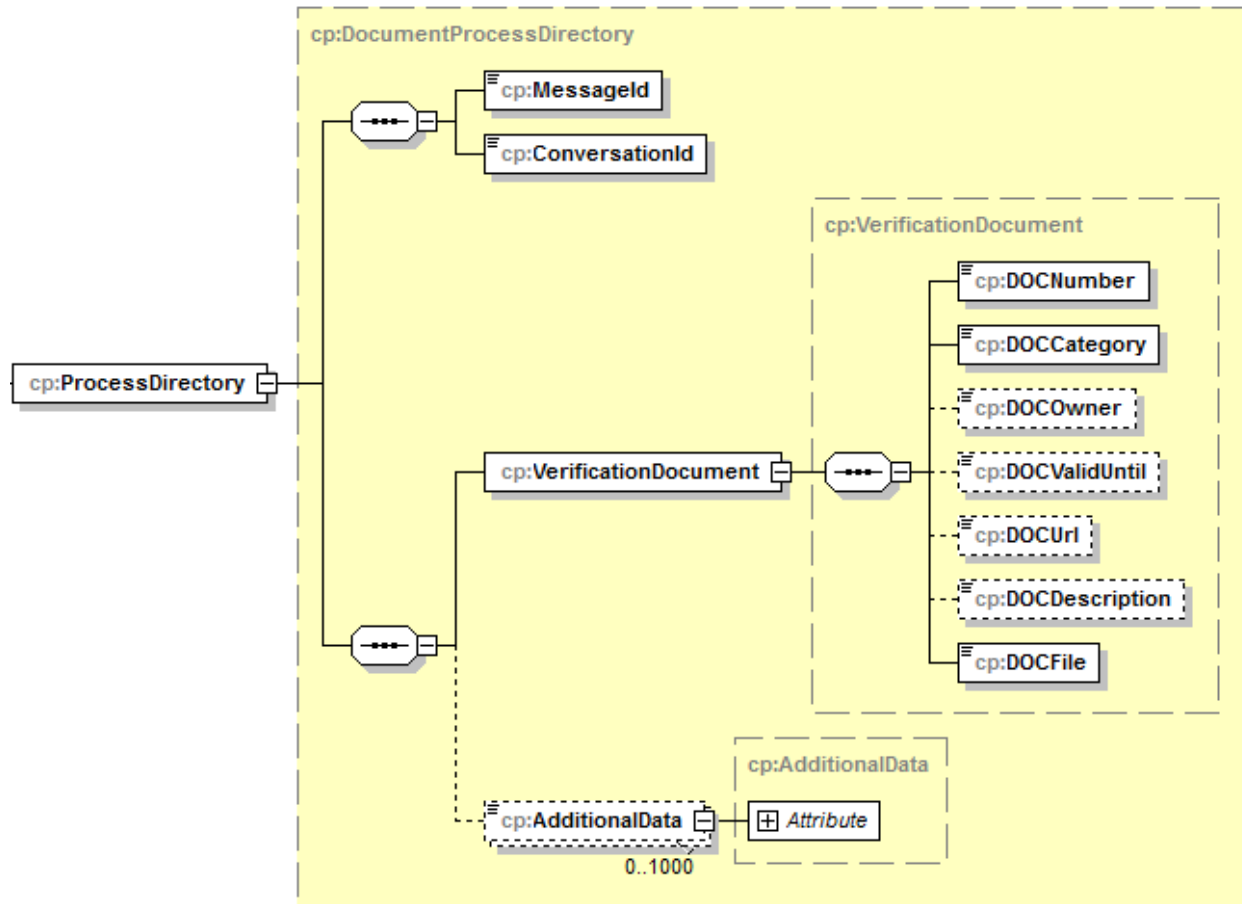 cp:DocumentProcessDirectory
cp:MessageId
cp:ConversationId
cp:VerificationDocument
cp:DOCNumber
cp:DOCCategory
cp:ProcessDirectory
cp:DOCOwner
cp:VerificationDocument
cp:DOCValidUntil
cp:DOCUrl
cp:DOCDescription
cp:DOCFile
cp:AdditionalData
cp:AdditionalData
Attribute
0..1000